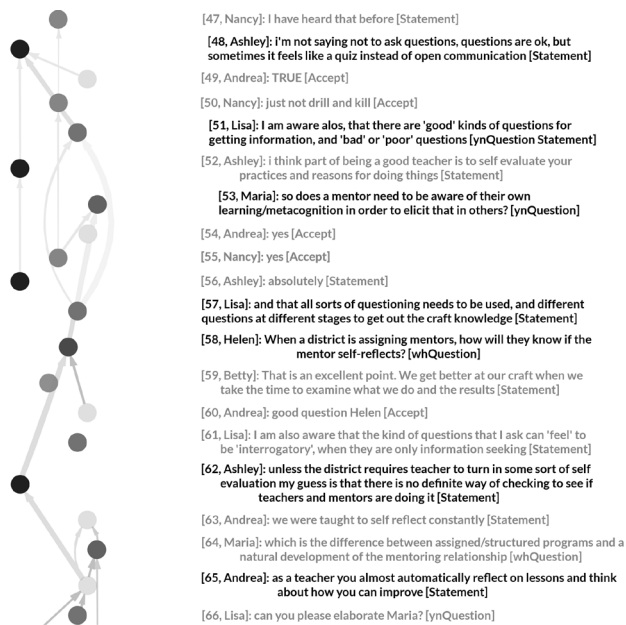 [47, Nancy]: I have heard that before [Statement]
[48, Ashley]: i'm not saying not to ask questions, questions are ok, but
sometimes it feels like a quiz instead of open communication [Statement]
[49, Andrea]: TRUE [Accept]
[50, Nancy]: just not drill and kill [Accept]
[51, Lisa]: I am aware alos, that there are 'good' kinds of questions for
getting information, and 'bad' or 'poor' questions [ynQuestion Statement]
[52, Ashley]: i think part of being a good teacher is to self evaluate your
practices and reasons for doing things [Statement]
[53, Maria]: so does a mentor need to be aware of their own
learning/metacognition in order to elicit that in others? [ynQuestion]
[54, Andrea]: yes [Accept]
[55, Nancy]: yes [Accept]
[56, Ashley]: absolutely [Statement]
[57, Lisa]: and that all sorts of questioning needs to be used, and different
questions at different stages to get out the craft knowledge [Statement]
[58, Helen]: When a district is assigning mentors, how will they know if the
mentor self-reflects? [whQuestion]
[59, Betty]: That is an excellent point. We get better at our craft when we
take the time to examine what we do and the results [Statement]
[60, Andrea]: good question Helen [Accept]
[61, Lisa]: I am also aware that the kind of questions that I ask can 'feel' to
be 'interrogatory', when they are only information seeking [Statement]
[62, Ashley]: unless the district requires teacher to turn in some sort of self
evaluation my guess is that there is no definite way of checking to see if
teachers and mentors are doing it [Statement]
[63, Andrea]: we were taught to self reflect constantly [Statement]
[64, Maria]: which is the difference between assigned/structured programs and a
natural development of the mentoring relationship [whQuestion]
[65, Andrea]: as a teacher you almost automatically reflect on lessons and think
about how you can improve [Statement]
[66, Lisa]: can you please elaborate Maria? [ynQuestion]